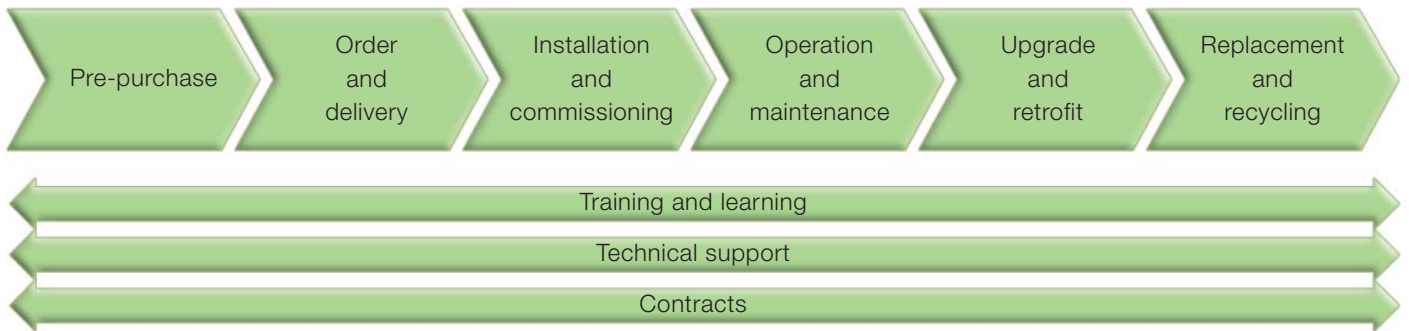 Pre-purchase
Order
and
delivery
Installation
and
commissioning
Operation
and
maintenance
Upgrade
and
retrofit
Replacement
and
recycling
Training and learning
Technical support
Contracts